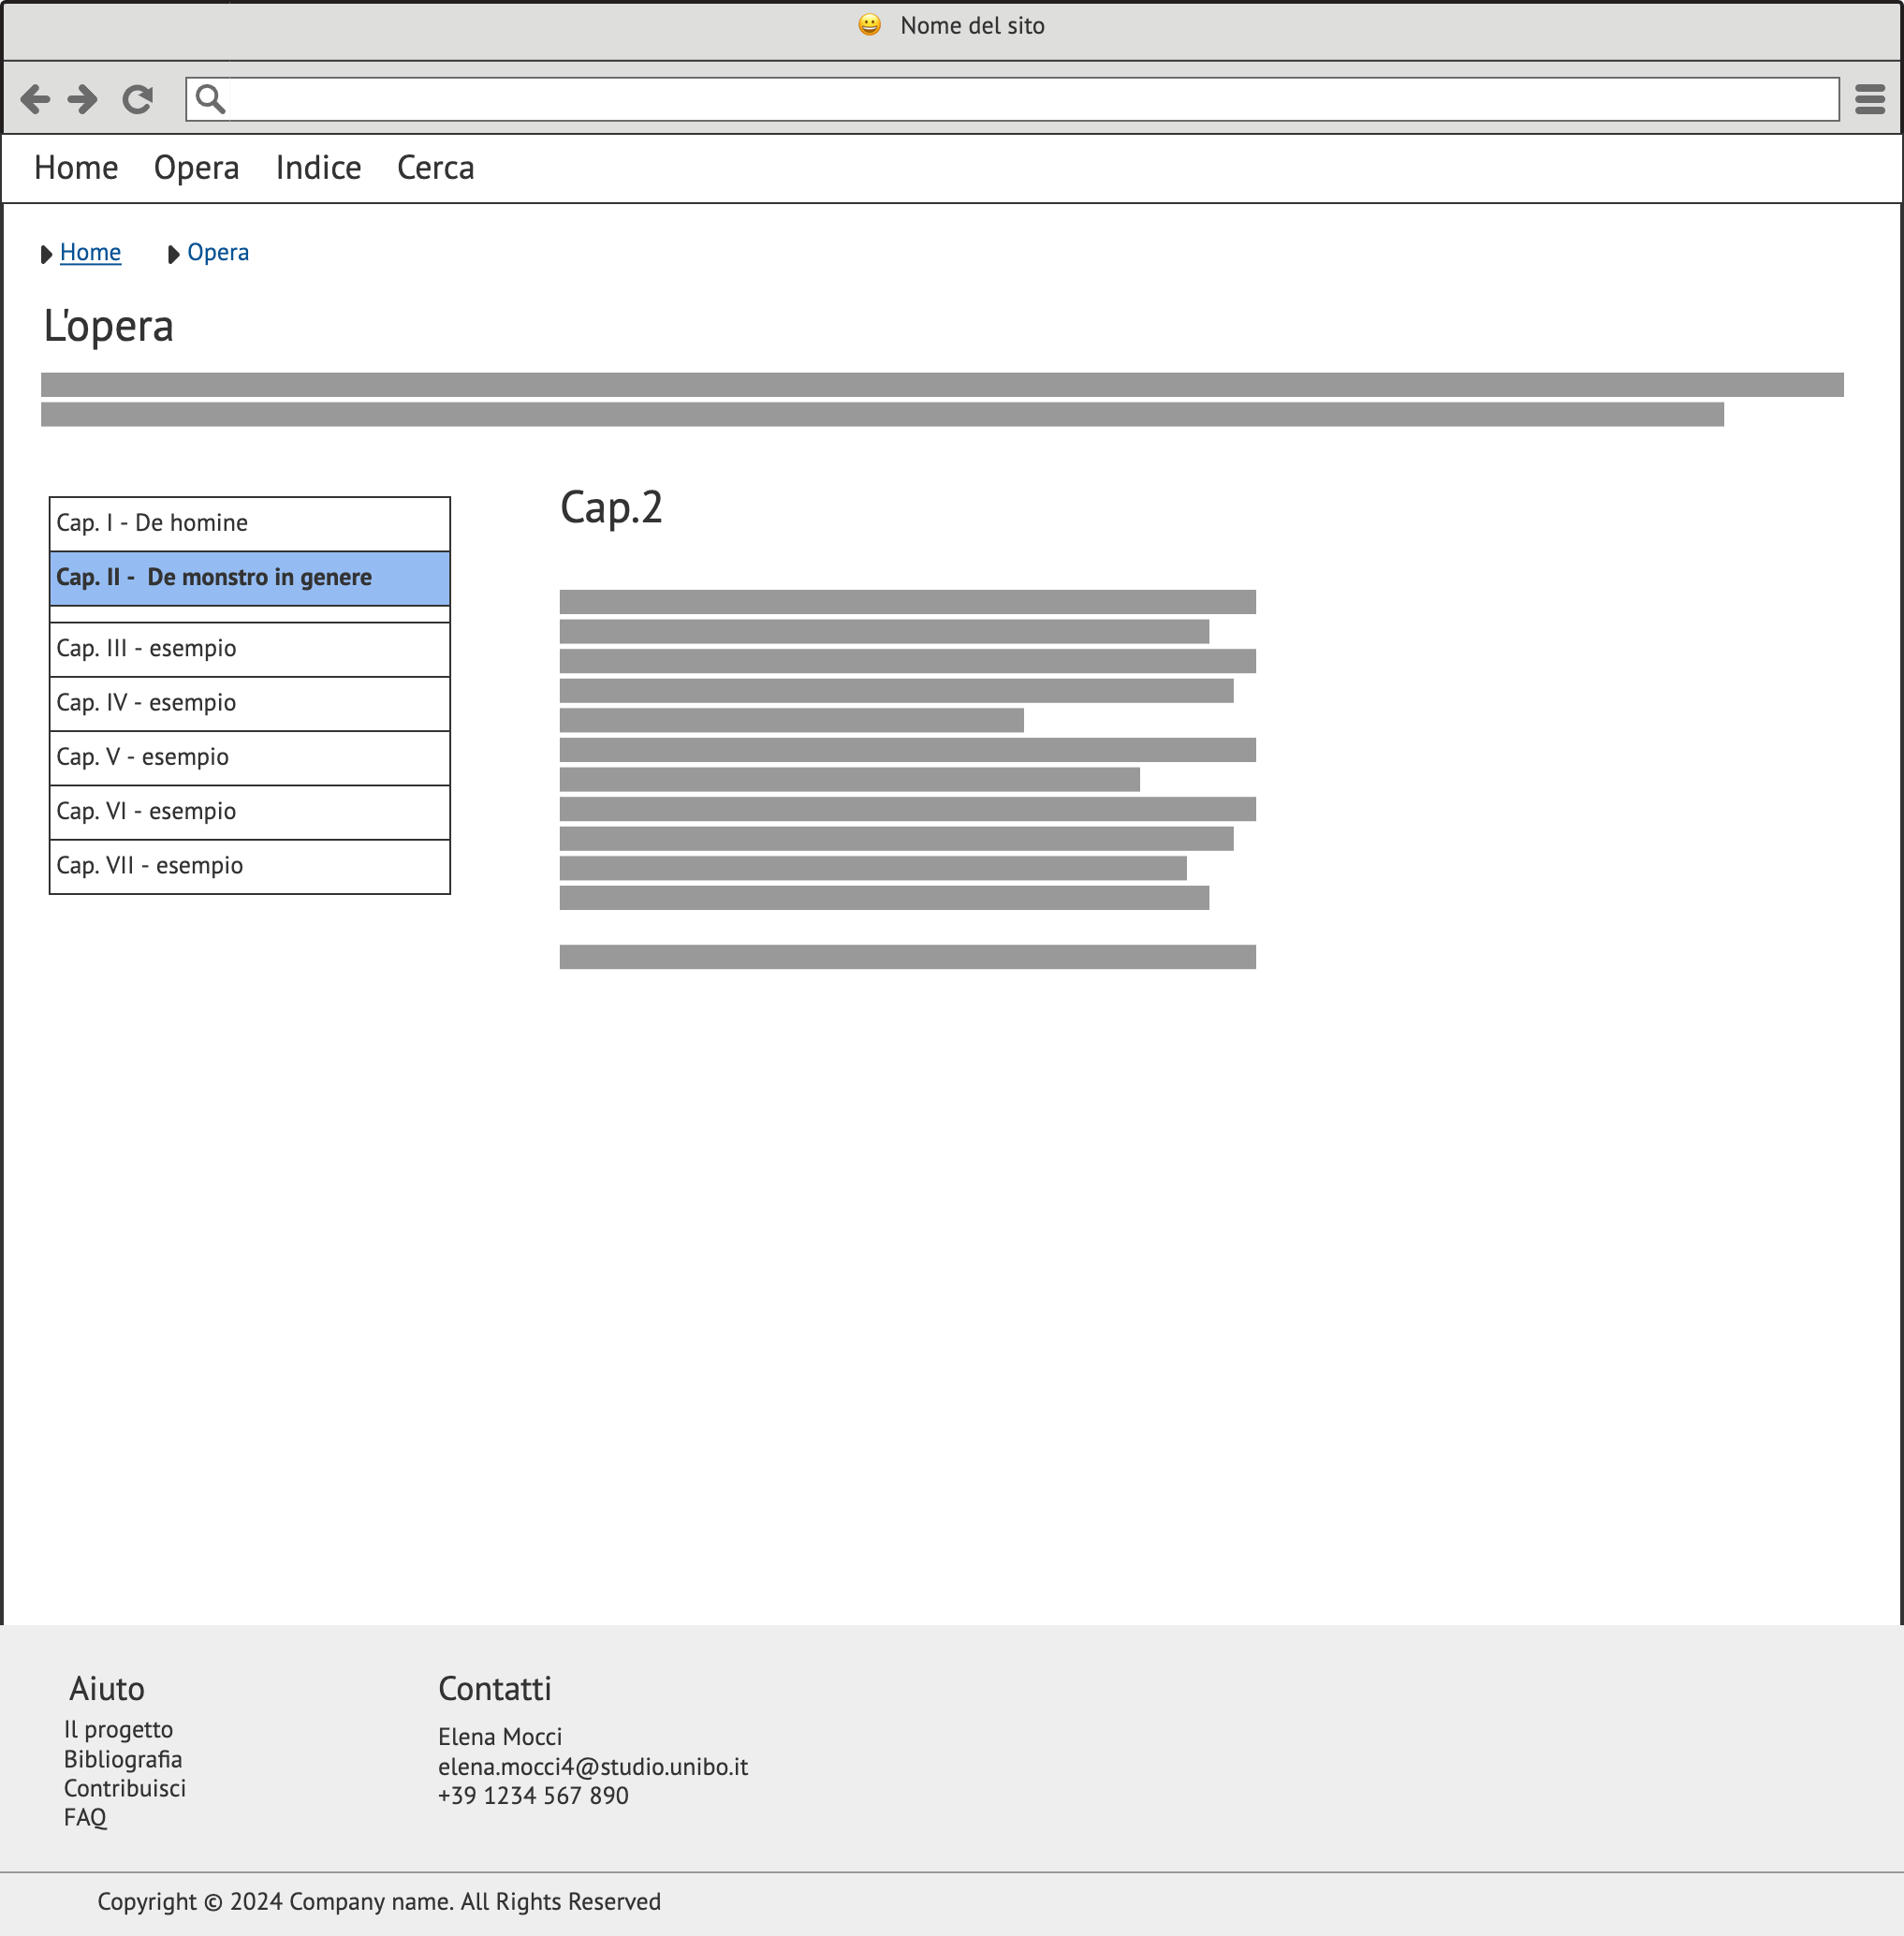 😀 Nome del sito
Home Opera Indice Cerca
Home Opera
L'opera
Cap. I - De homine
Cap. II - De monstro in genere
Cap. III - esempio
Cap. IV - esempio
Cap. V - esempio
Cap. VI - esempio
Cap. VII - esempio
Cap.2
Aiuto
Il progetto
Bibliografia
Contribuisci
FAQ
Contatti
Elena Mocci
elena.mocci4@studio.unibo.it
+39 1234 567 890
Copyright © 2024 Company name. All Rights Reserved